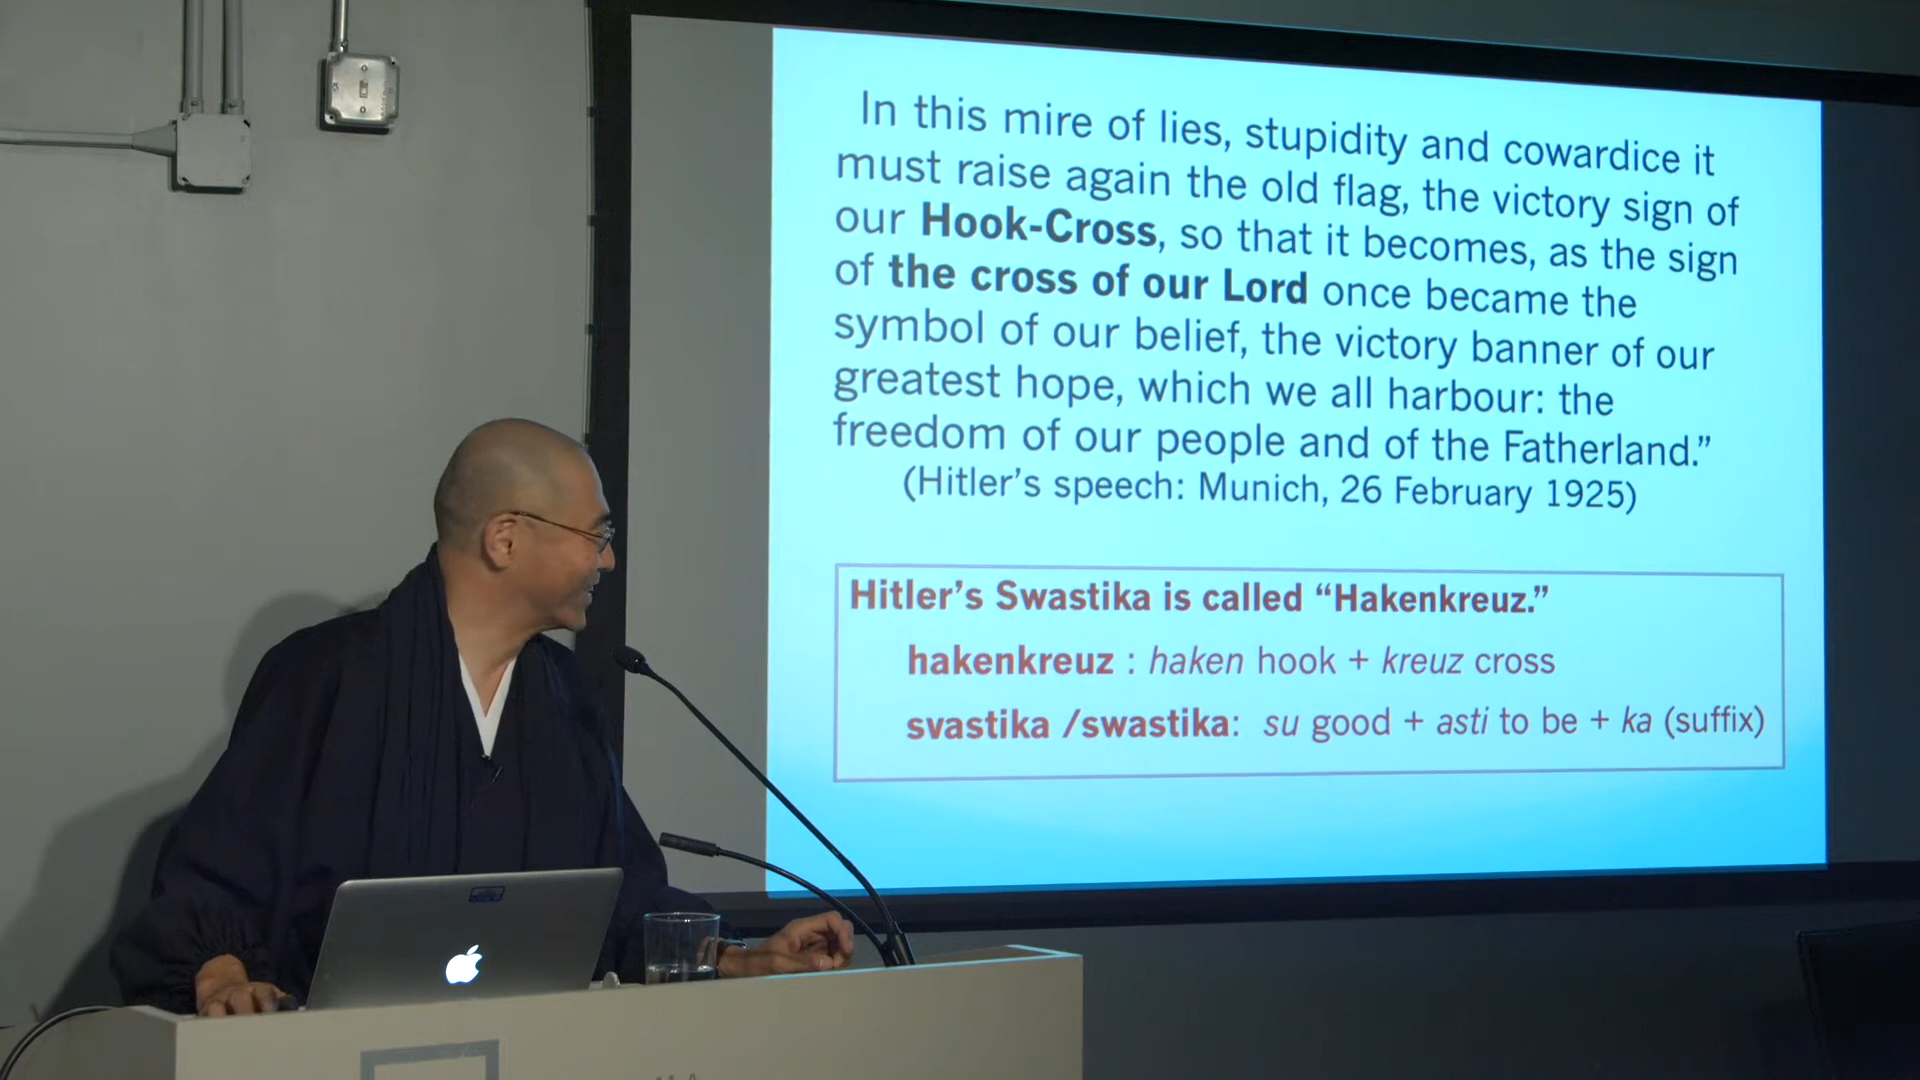 In this mire of lies, stupidity and cowardice it
must raise again the old flag, the victory sign of
our Hook-Cross, so that it becomes, as the sign
of the cross of our Lord once became the
symbol of our belief, the victory banner of our
greatest hope, which we all harbour: the
freedom of our people and of the Fatherland.”
(Hitler’s speech: Munich, 26 February 1925)
Hitler’s Swastika is called “Hakenkreuz.”
hakenkreuz : haken hook + kreuz cross
svastika /swastika: su good + asti to be + ka (suffix)